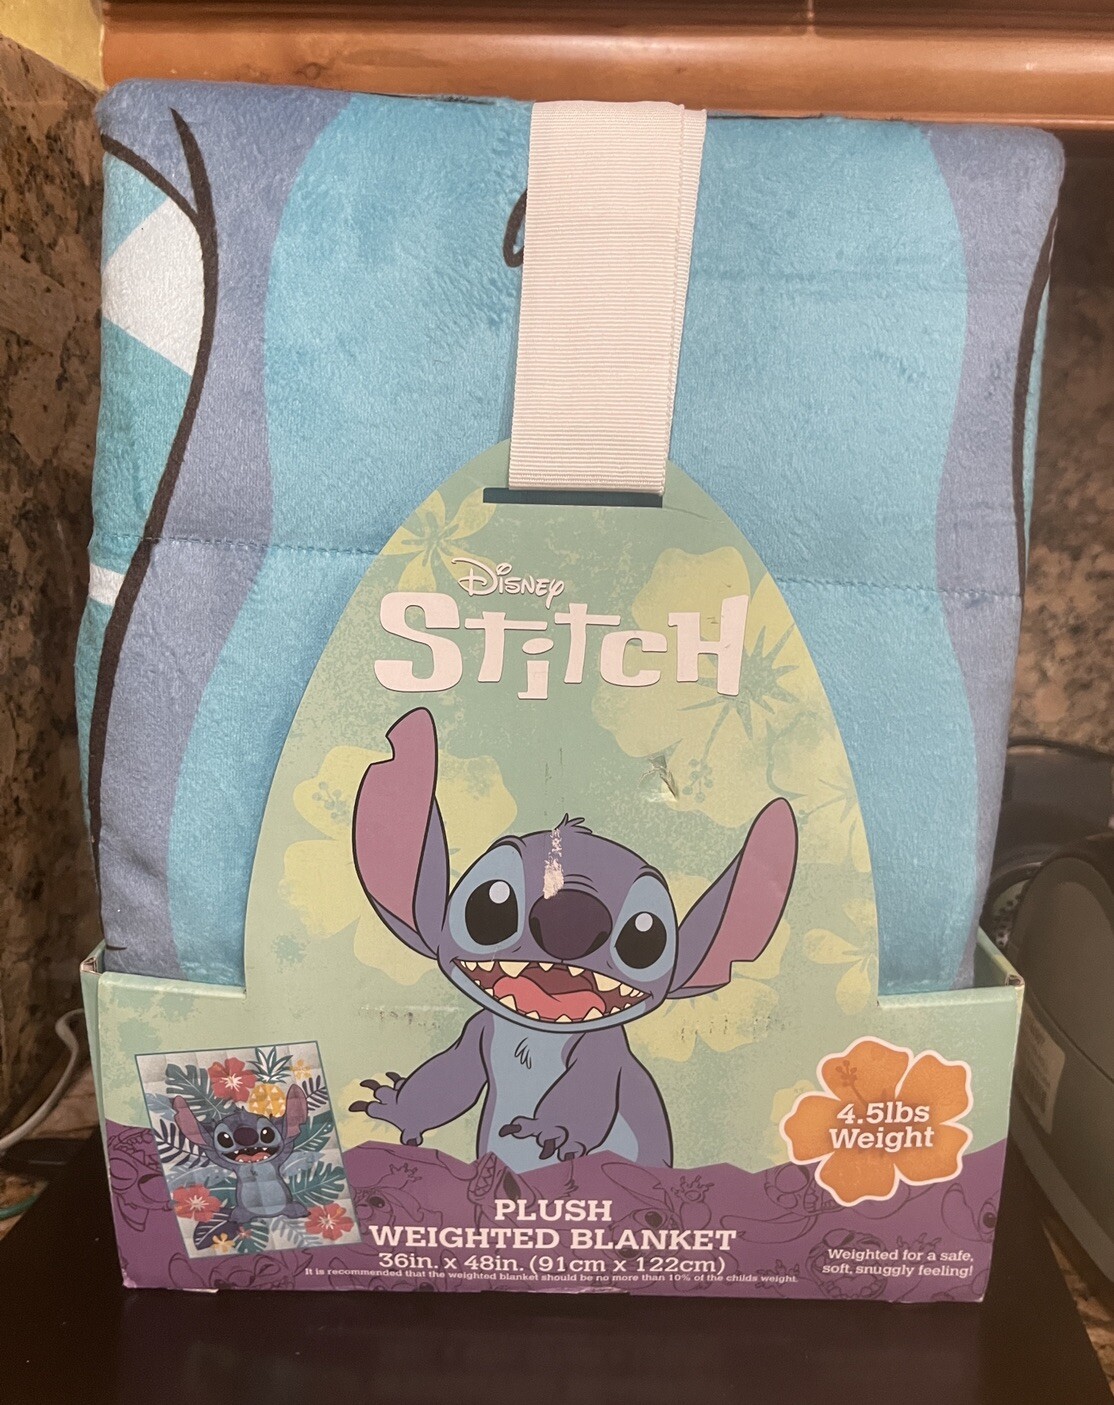 Disney
Stitch
4.5lbs
Weight
PLUSH
WEIGHTED BLANKET
36in. x 48in. (91cm x 122cm)
It is recommended that the weighted blanket should be no more than 10% of the childs weight.
Weighted for a safe,
soft, snuggly feeling!